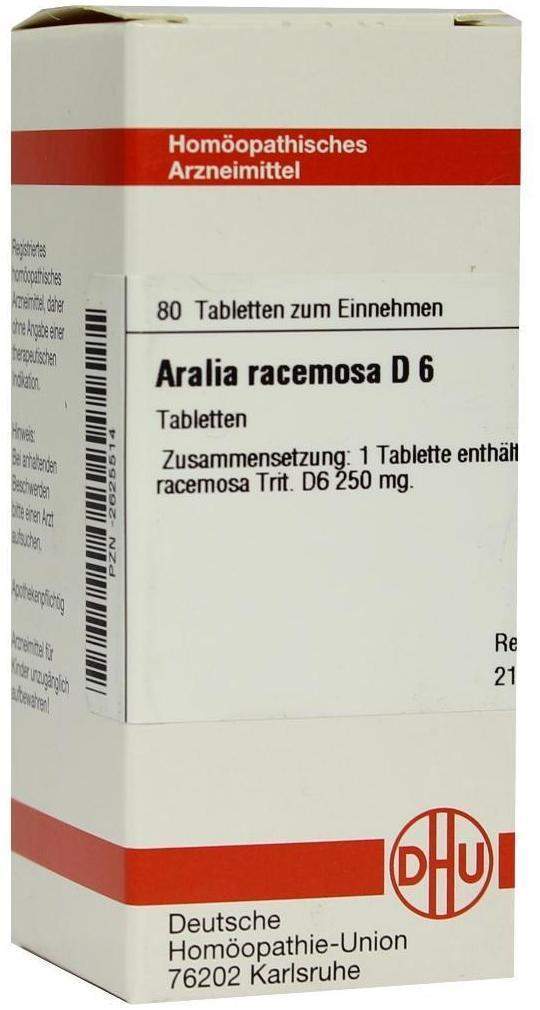 Homöopathisches
Arzneimittel
80 Tabletten zum Einnehmen
Aralia racemosa D 6
Tabletten
Zusammensetzung: 1 Tablette enthält
racemosa Trit. D6 250 mg.
Re
21
DHU
Deutsche
Homöopathie-Union
76202 Karlsruhe
PZN -2625514
Registriertes
homöopathisches
Arzneimittel, daher
ohne Angabe einer
therapeutischen
Indikation.
Hinweis:
Bei anhaltenden
Beschwerden
bitte einen Arzt
aufsuchen.
Apothekenpflichtig
Arzneimittel für
Kinder unzugänglich
aufbewahren!